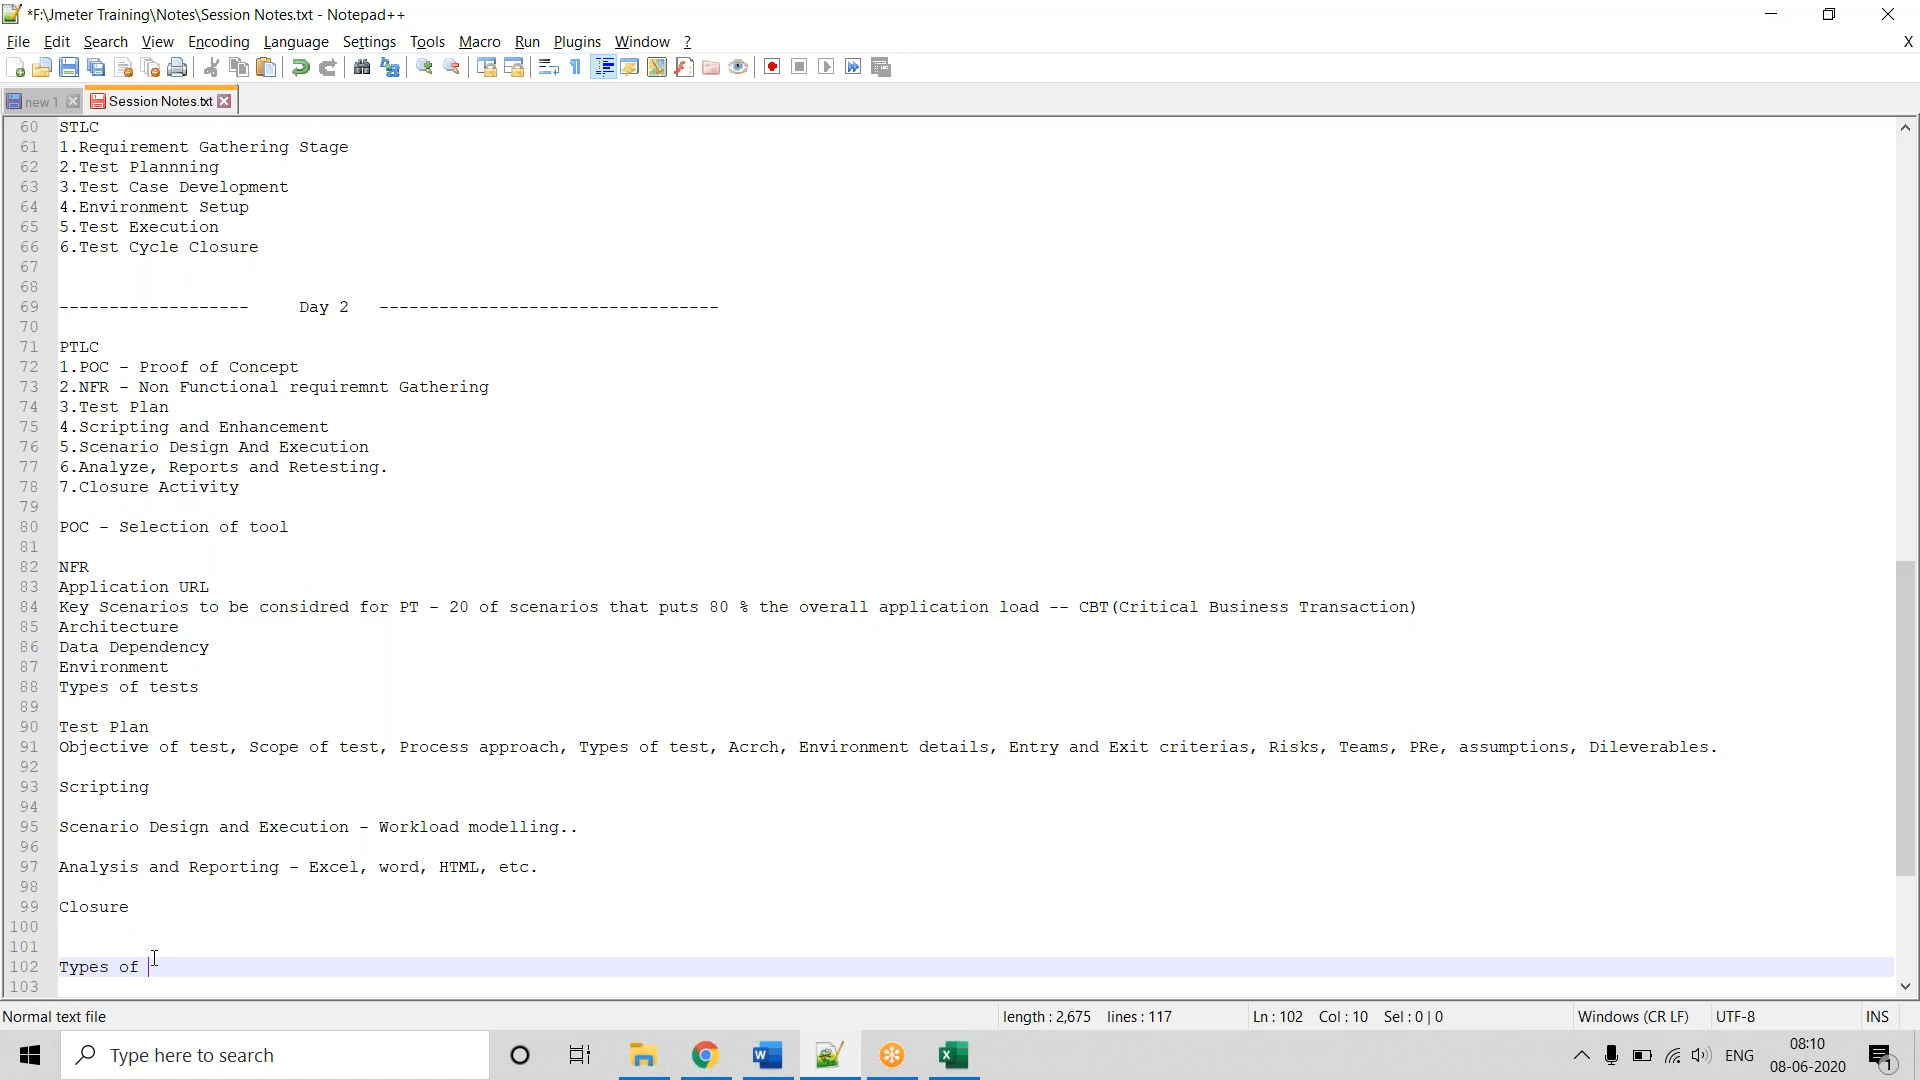 *F:\Jmeter Training\Notes\Session Notes.txt - Notepad++
File Edit Search View Encoding Language Settings Tools Macro Run Plugins Window ? X
new 1 Session Notes.txt
60 STLC
61 1.Requirement Gathering Stage
62 2.Test Plannning
63 3.Test Case Development
64 4.Environment Setup
65 5.Test Execution
66 6.Test Cycle Closure
67
68
69 ------------------- Day 2 ----------------------------------
70
71 PTLC
72 1.POC - Proof of Concept
73 2.NFR - Non Functional requiremnt Gathering
74 3.Test Plan
75 4.Scripting and Enhancement
76 5.Scenario Design And Execution
77 6.Analyze, Reports and Retesting.
78 7.Closure Activity
79
80 POC - Selection of tool
81
82 NFR
83 Application URL
84 Key Scenarios to be considred for PT - 20 of scenarios that puts 80 % the overall application load -- CBT(Critical Business Transaction)
85 Architecture
86 Data Dependency
87 Environment
88 Types of tests
89
90 Test Plan
91 Objective of test, Scope of test, Process approach, Types of test, Acrch, Environment details, Entry and Exit criterias, Risks, Teams, PRe, assumptions, Dileverables.
92
93 Scripting
94
95 Scenario Design and Execution - Workload modelling..
96
97 Analysis and Reporting - Excel, word, HTML, etc.
98
99 Closure
100
101
102 Types of
103
Normal text file length : 2,675 lines : 117 Ln : 102 Col : 10 Sel : 0 | 0 Windows (CR LF) UTF-8 INS
Type here to search ENG 08:10
08-06-2020 1